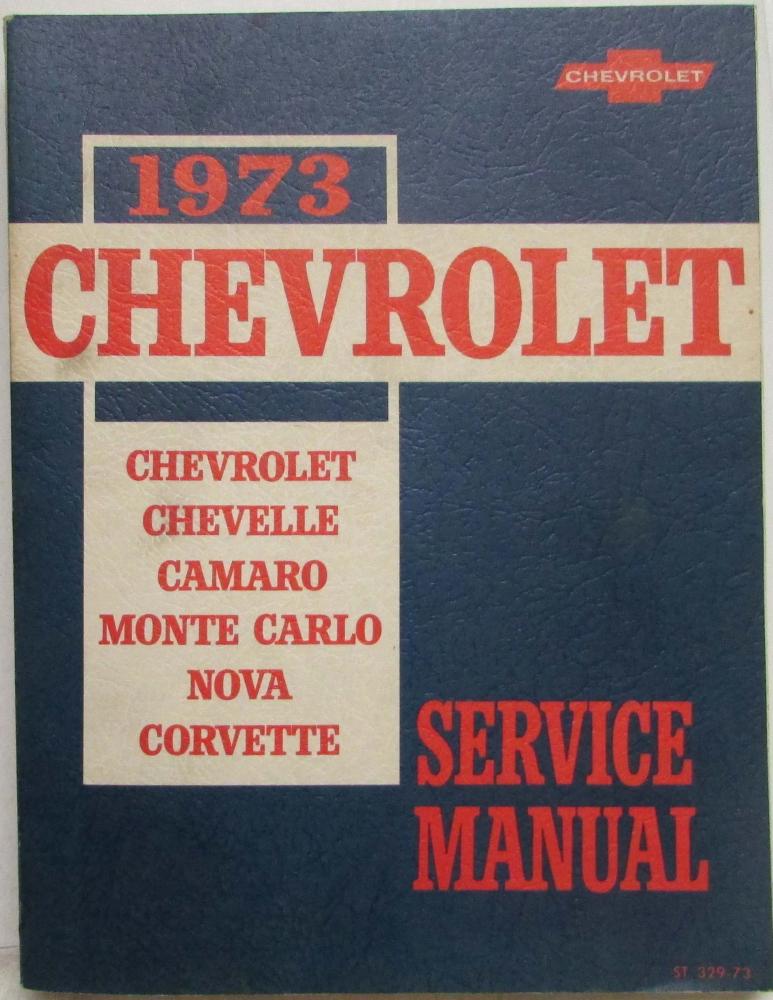 CHEVROLET
1973
CHEVROLET
CHEVROLET
CHEVELLE
CAMARO
MONTE CARLO
NOVA
CORVETTE
SERVICE
MANUAL
ST 329-73